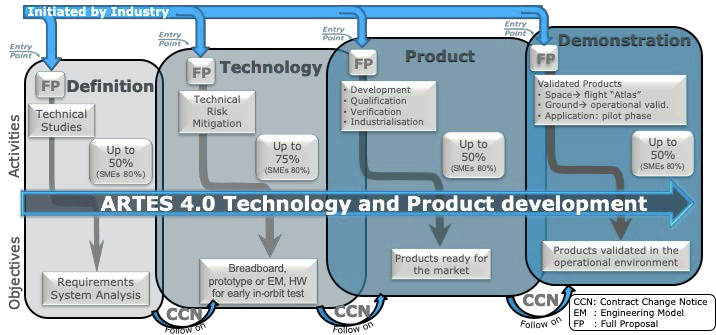 Initiated by Industry
Entry
Point
Entry
Point
Entry
Point
Entry
Point
FP
Definition
FP
Technology
FP
Product
FP
Demonstration
Activities
Technical
Studies
Up to
50%
(SMEs 80%)
Technical
Risk
Mitigation
Up to
75%
(SMEs 80%)
• Development
• Qualification
• Verification
• Industrialisation
Up to
50%
(SMEs 80%)
Validated Products
• Space→ flight “Atlas”
• Ground→ operational valid.
• Application: pilot phase
Up to
50%
(SMEs 80%)
ARTES 4.0 Technology and Product development
Objectives
Requirements
System Analysis
Breadboard,
prototype or EM, HW
for early in-orbit test
Products ready for
the market
Products validated in the
operational environment
CCN
Follow on
CCN
Follow on
CCN
Follow on
CCN: Contract Change Notice
EM : Engineering Model
FP : Full Proposal